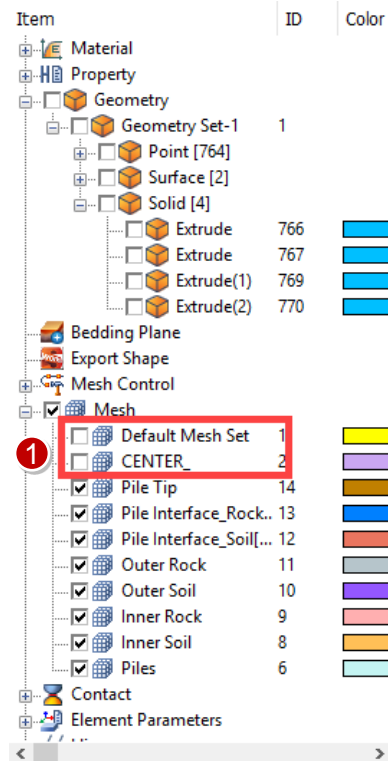 Item ID Color
Material
Property
Geometry
Geometry Set-1 1
Point [764]
Surface [2]
Solid [4]
Extrude 766
Extrude 767
Extrude(1) 769
Extrude(2) 770
Bedding Plane
Export Shape
Mesh Control
Mesh
Default Mesh Set 1
1 CENTER_ 2
Pile Tip 14
Pile Interface_Rock.. 13
Pile Interface_Soil[... 12
Outer Rock 11
Outer Soil 10
Inner Rock 9
Inner Soil 8
Piles 6
Contact
Element Parameters